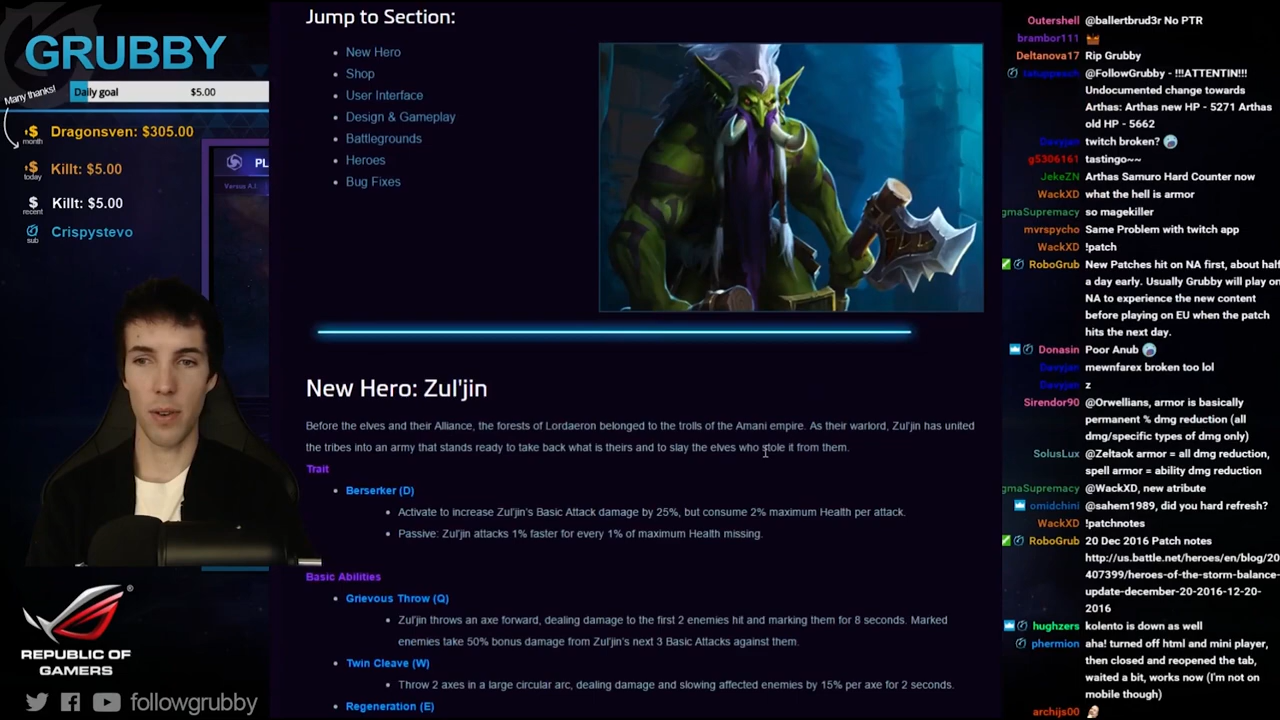 GRUBBY
Many thanks!
Daily goal $5.00
$ month Dragonsven: $305.00
$ today Killt: $5.00
$ recent Killt: $5.00
sub Crispystevo
PL
Versus A.I
REPUBLIC OF
GAMERS
followgrubby
Jump to Section:
New Hero
Shop
User Interface
Design & Gameplay
Battlegrounds
Heroes
Bug Fixes
New Hero: Zul'jin
Before the elves and their Alliance, the forests of Lordaeron belonged to the trolls of the Amani empire. As their warlord, Zul'jin has united
the tribes into an army that stands ready to take back what is theirs and to slay the elves who stole it from them.
Trait
Berserker (D)
Activate to increase Zul'jin's Basic Attack damage by 25%, but consume 2% maximum Health per attack.
Passive: Zul'jin attacks 1% faster for every 1% of maximum Health missing.
Basic Abilities
Grievous Throw (Q)
Zul'jin throws an axe forward, dealing damage to the first 2 enemies hit and marking them for 8 seconds. Marked
enemies take 50% bonus damage from Zul'jin's next 3 Basic Attacks against them.
Twin Cleave (W)
Throw 2 axes in a large circular arc, dealing damage and slowing affected enemies by 15% per axe for 2 seconds.
Regeneration (E)
Outershell @ballertbrud3r No PTR
brambor111
Deltanova17 Rip Grubby
@FollowGrubby - !!!ATTENTIN!!!
Undocumented change towards
Arthas: Arthas new HP - 5271 Arthas
old HP - 5662
Davyjan twitch broken?
g5306161 tastingo~~
JekeZN Arthas Samuro Hard Counter now
WackXD what the hell is armor
gmaSupremacy so magekiller
mvrspycho Same Problem with twitch app
WackXD !patch
RoboGrub New Patches hit on NA first, about half
a day early. Usually Grubby will play on
NA to experience the new content
before playing on EU when the patch
hits the next day.
Donasin Poor Anub
Davyjan mewnfarex broken too lol
Davyjan z
Sirendor90 @Orwellians, armor is basically
permanent % dmg reduction (all
dmg/specific types of dmg only)
SolusLux @Zeltaok armor = all dmg reduction,
spell armor = ability dmg reduction
gmaSupremacy @WackXD, new atribute
omidchini @sahem1989, did you hard refresh?
WackXD !patchnotes
RoboGrub 20 Dec 2016 Patch notes
http://us.battle.net/heroes/en/blog/20
407399/heroes-of-the-storm-balance-
update-december-20-2016-12-20-
2016
hughzers kolento is down as well
phermion aha! turned off html and mini player,
then closed and reopened the tab,
waited a bit, works now (I'm not on
mobile though)
archijs00